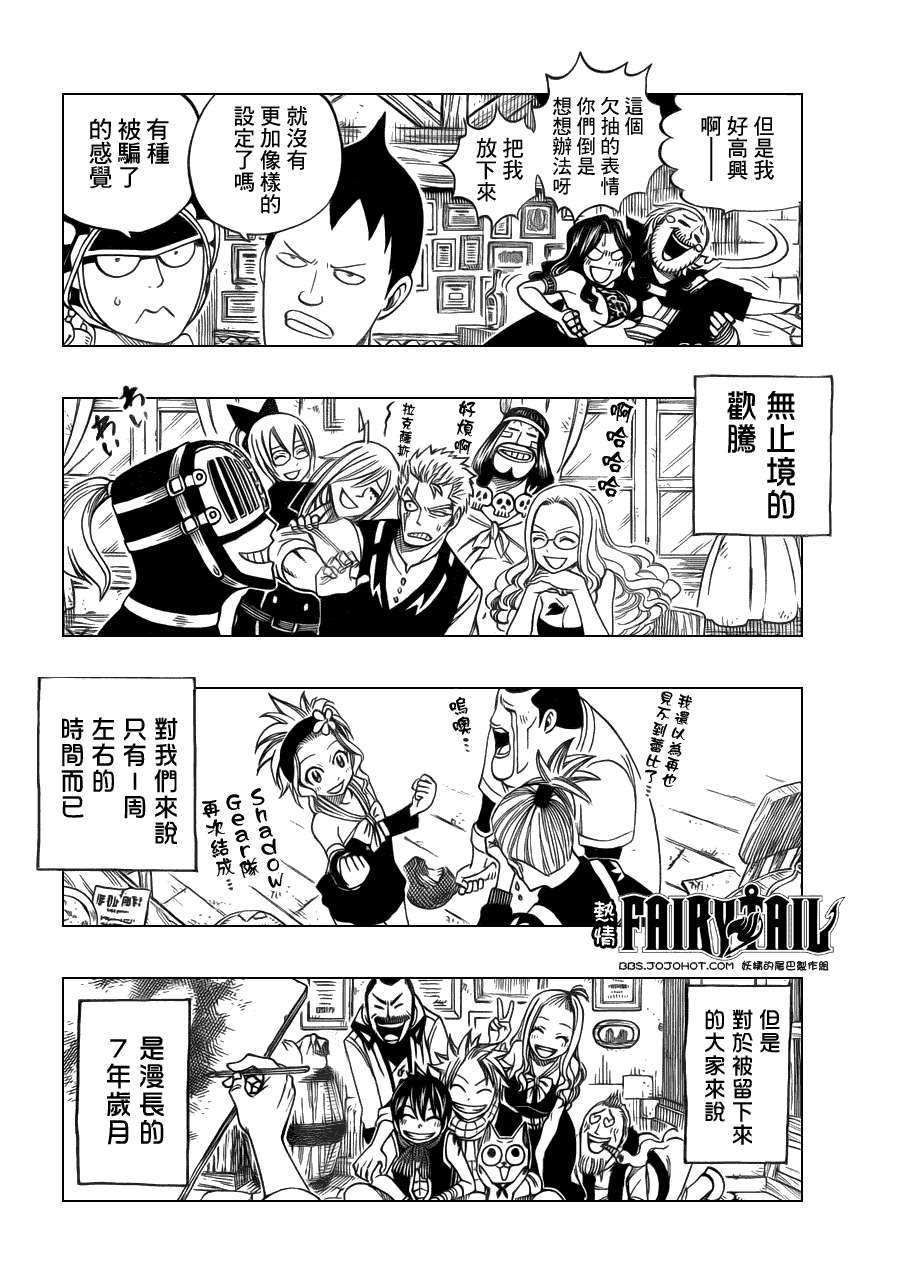 但是我
好高興
啊——
這個
欠抽的表情
你們倒是
想想辦法呀
把我
放下來
就沒有
更加像樣的
設定了嗎
有種
被騙了
的感覺
無止境的
歡騰
啊哈哈哈
好煩啊
拉克薩斯
わぃ
わぃ
我還以為再也
見不到蕾比了…
嗚噢…
Shadow
Gear隊
再次結成…
對我們來說
只有1周
左右的
時間而已
熱情
FAIRY TAIL
BBS.JOJOHOT.COM 妖精的尾巴製作組
但是
對於被留下來
的大家來說
是漫長的
7年歲月